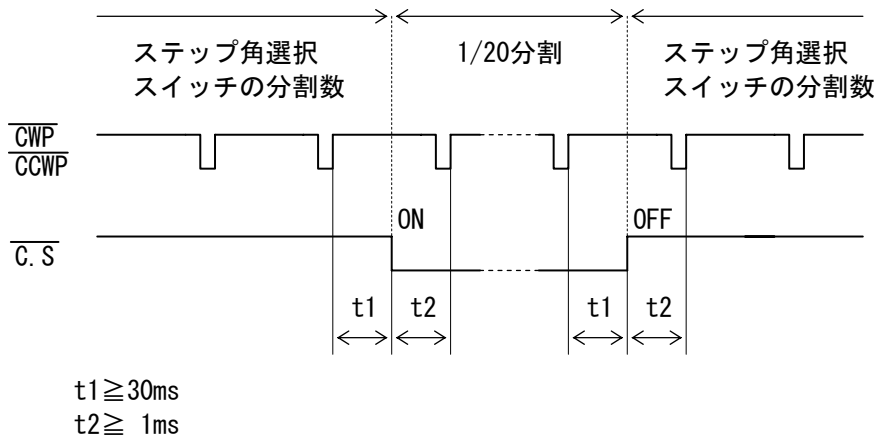 ステップ角選択
スイッチの分割数
1/20分割
ステップ角選択
スイッチの分割数
CWP
CCWP
ON
OFF
C.S
t1
t2
t1
t2
t1≧30ms
t2≧ 1ms